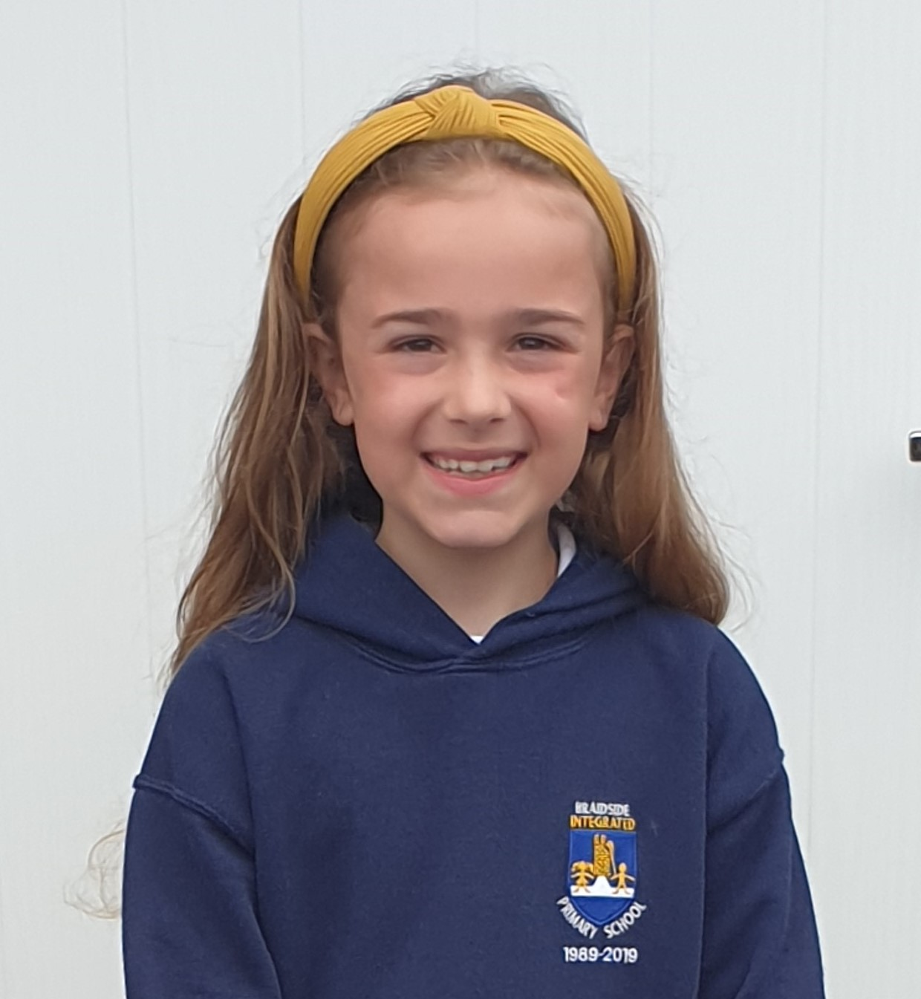 BRAIDSIDE
INTEGRATED
PRIMARY SCHOOL
1989-2019